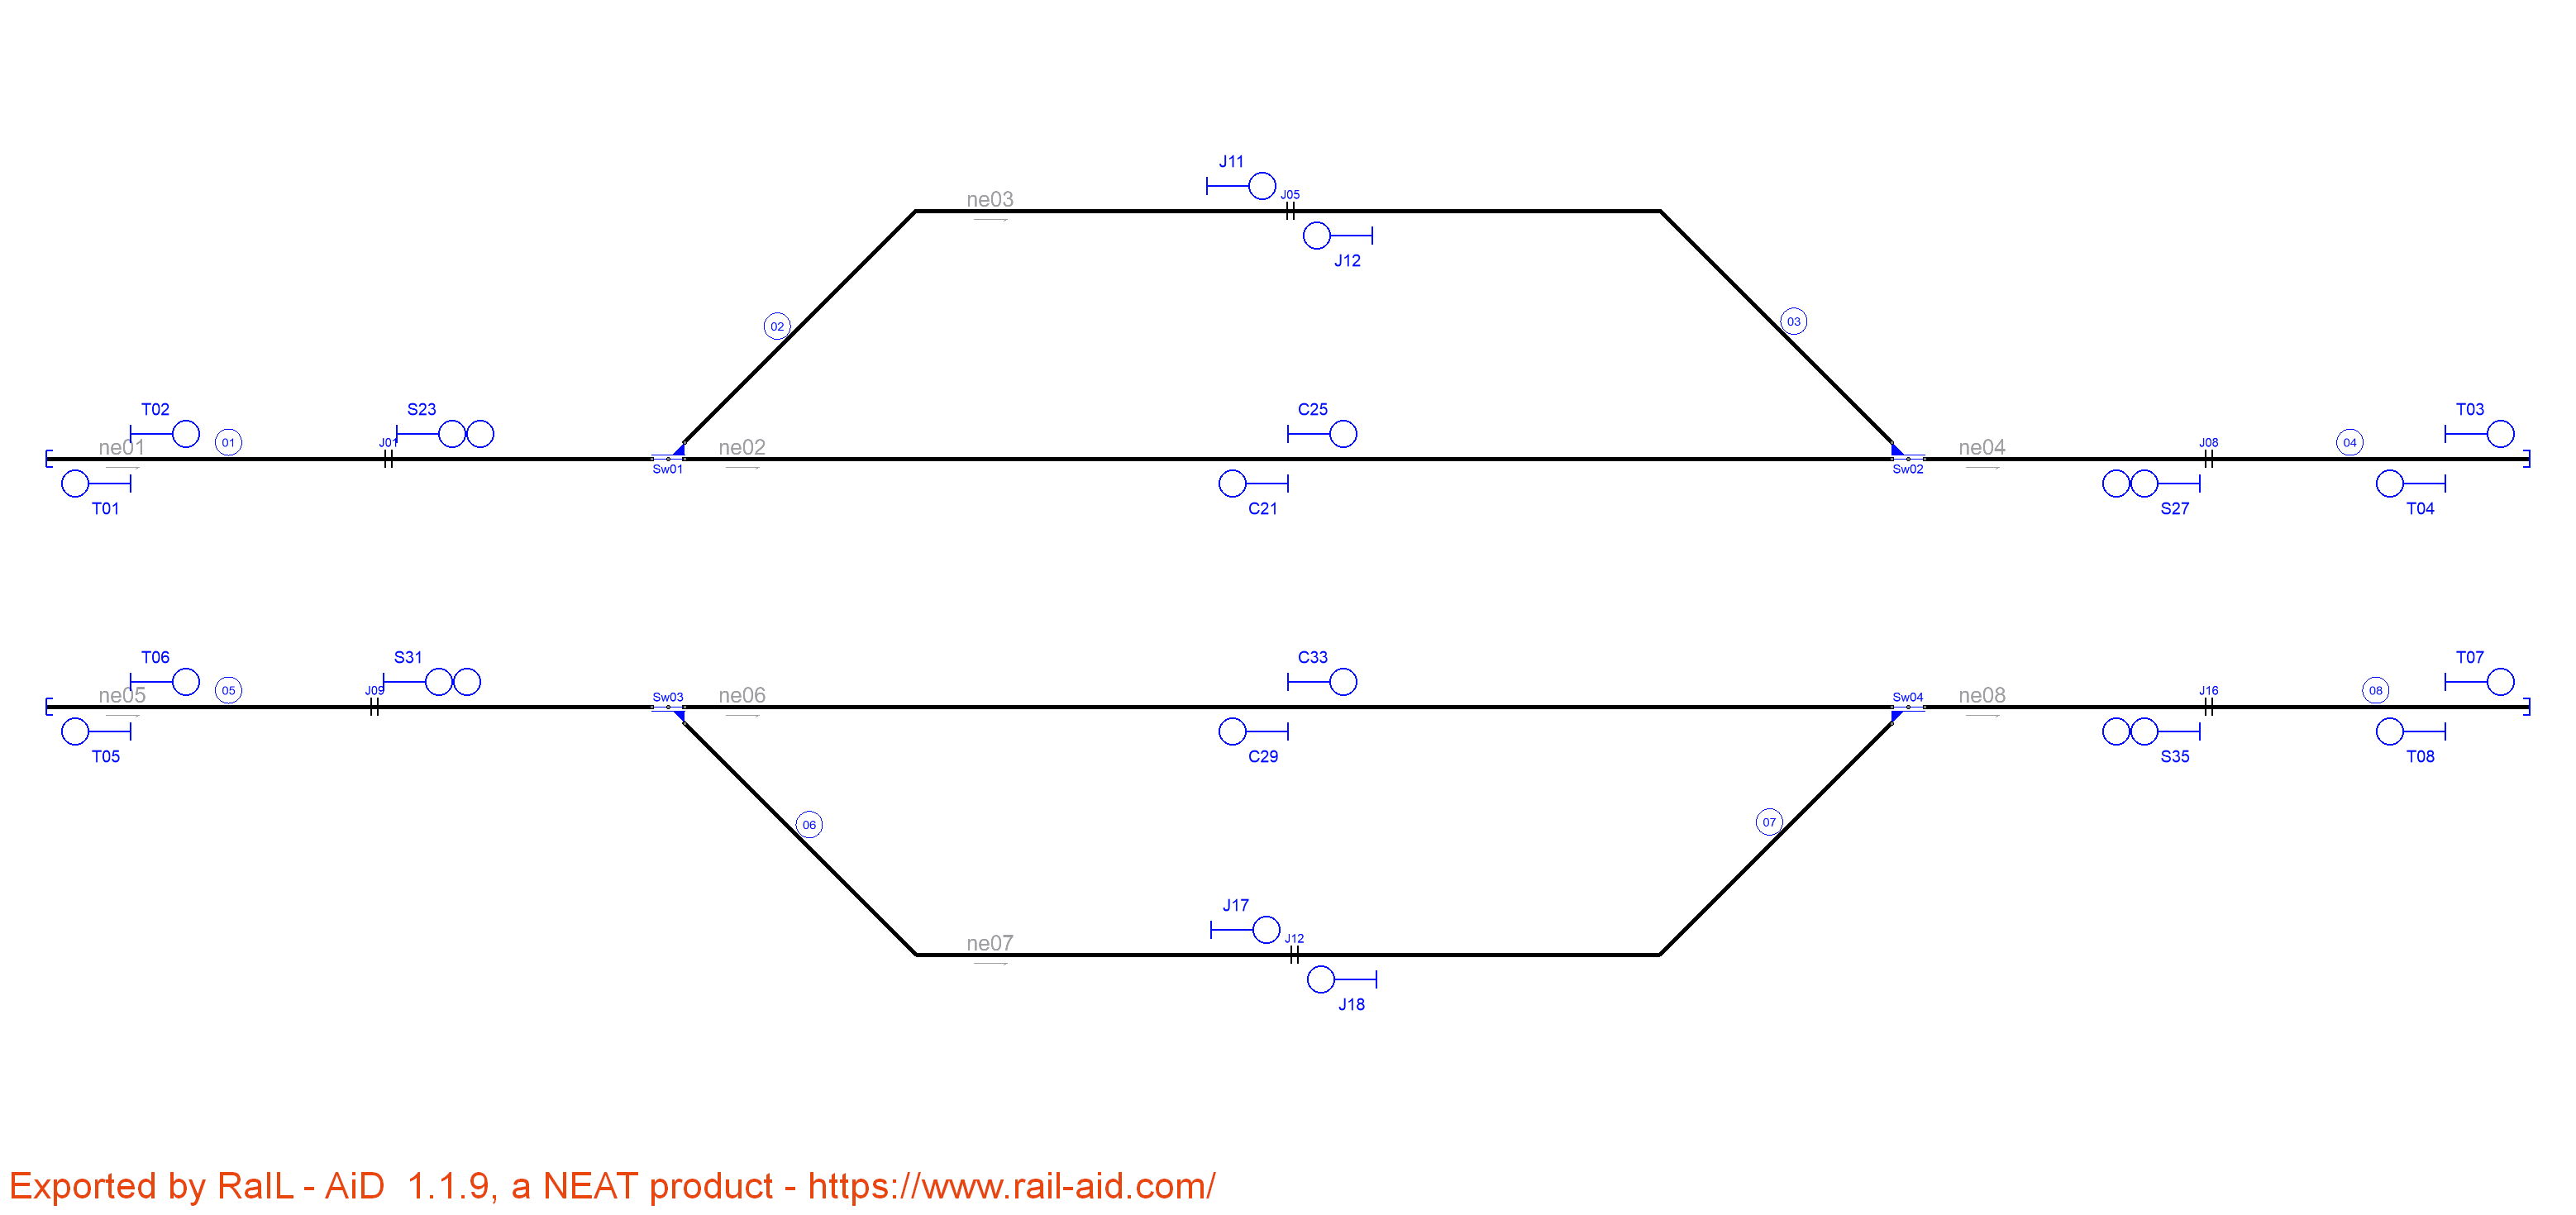 J11
J05
ne03
J12
02
03
T02
S23
C25
T03
ne01
01
J01
ne02
ne04
J08
04
Sw01
Sw02
T01
C21
S27
T04
T06
S31
C33
T07
ne05
05
J09
Sw03
ne06
Sw04
ne08
J16
08
T05
C29
S35
T08
06
07
J17
J12
ne07
J18
Exported by RaIL - AiD  1.1.9, a NEAT product - https://www.rail-aid.com/